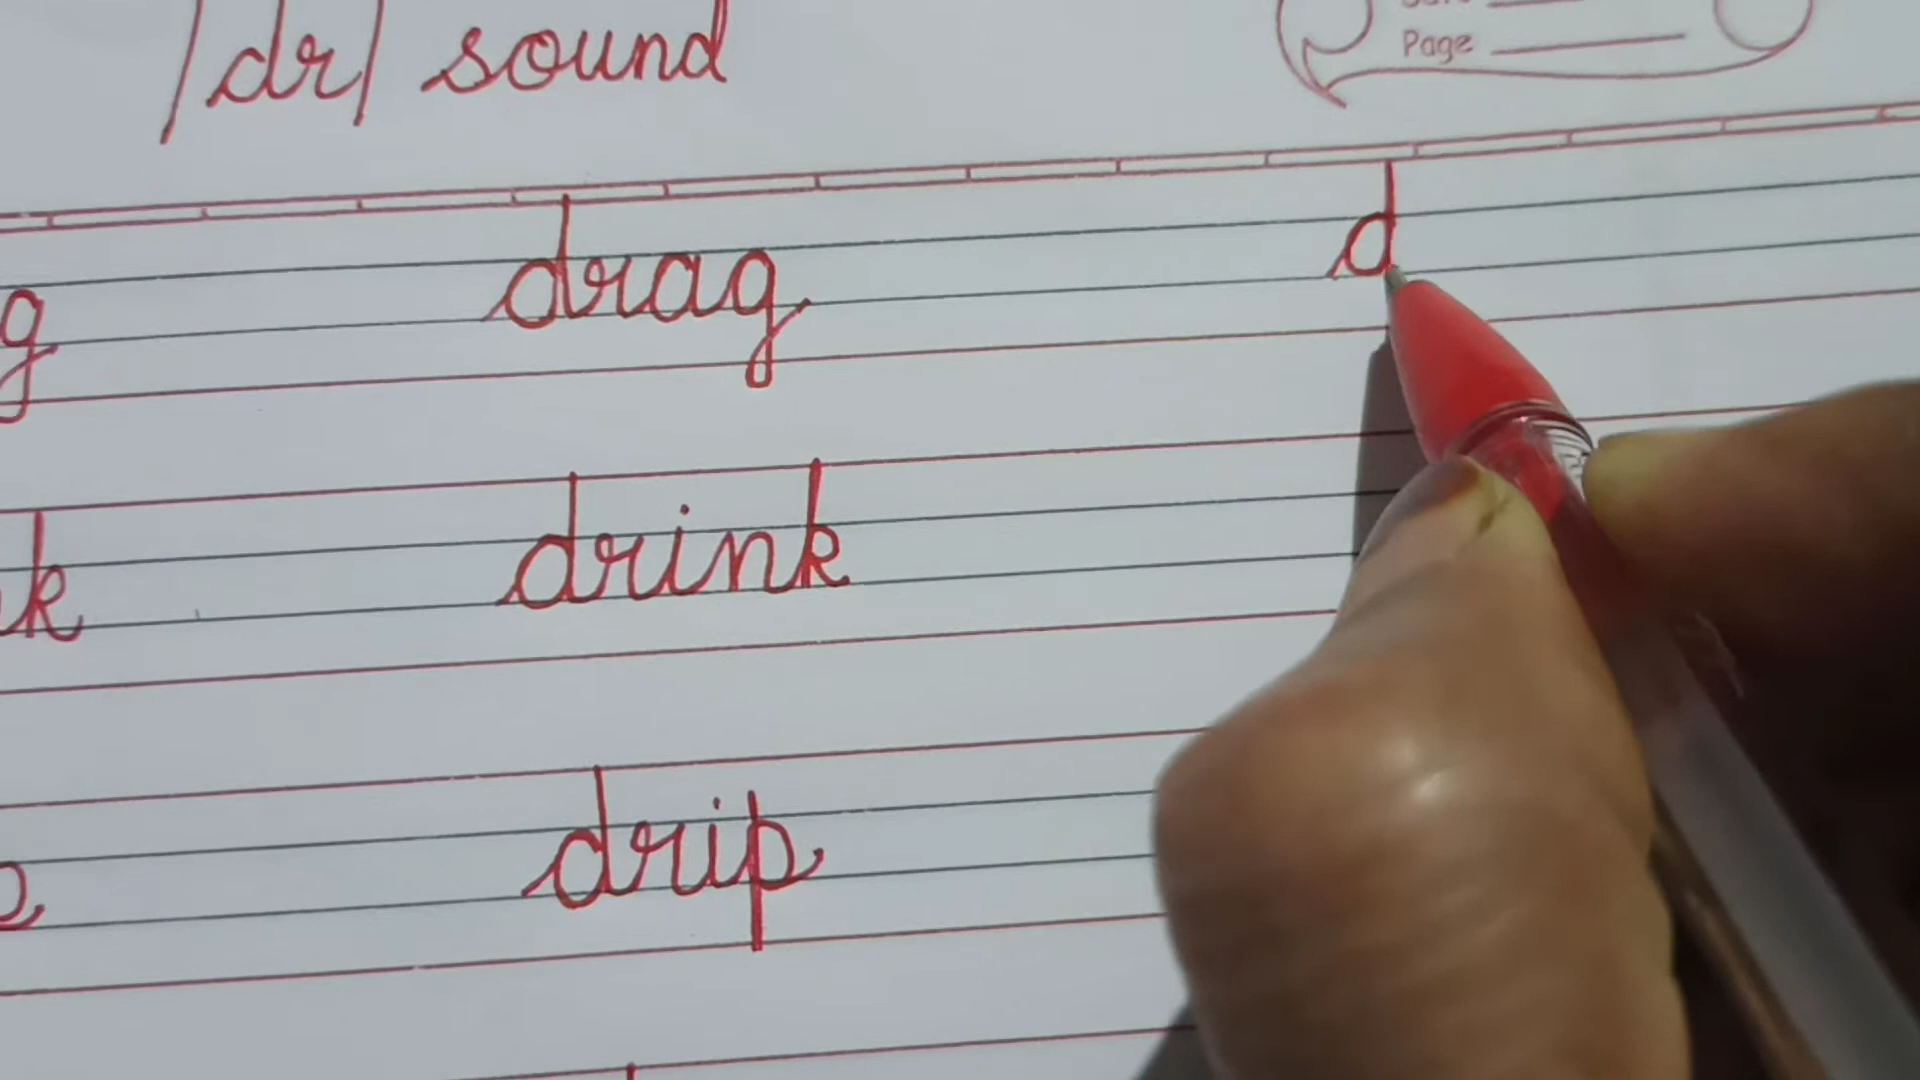 /dr/ sound
Page
g drag d
k drink
p drip